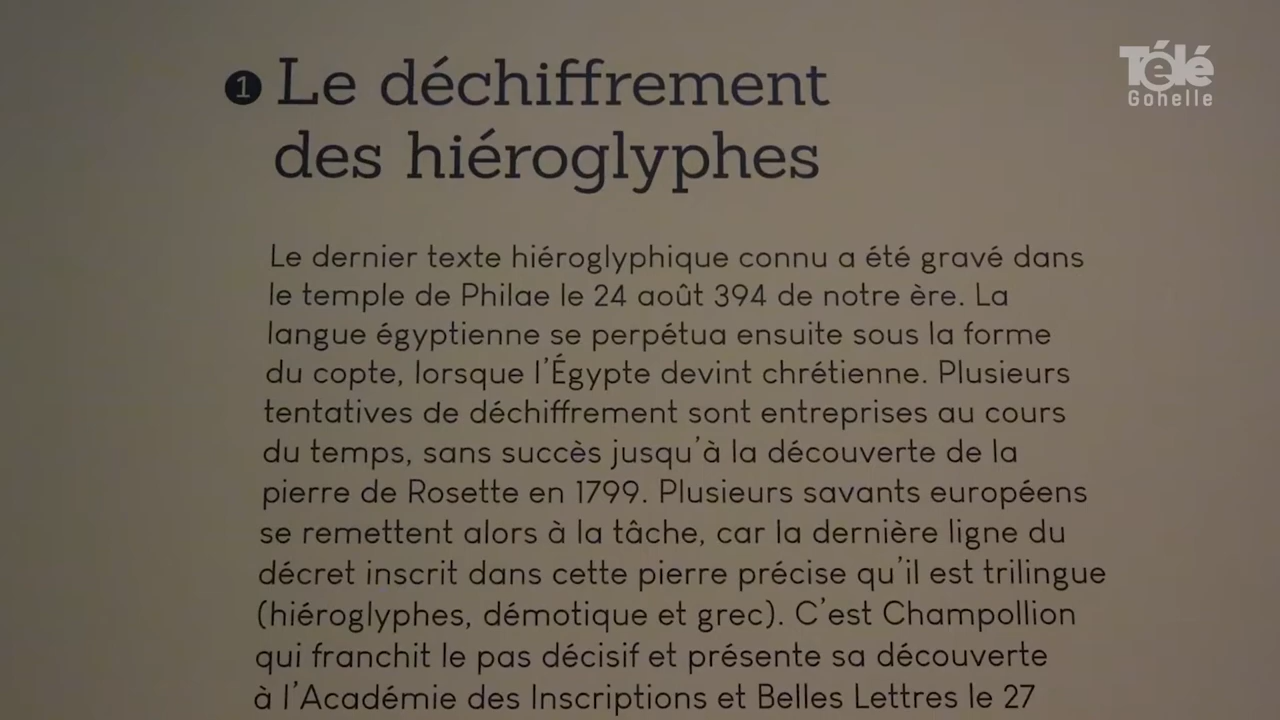 1 Le déchiffrement
des hiéroglyphes
Le dernier texte hiéroglyphique connu a été gravé dans
le temple de Philae le 24 août 394 de notre ère. La
langue égyptienne se perpétua ensuite sous la forme
du copte, lorsque l'Égypte devint chrétienne. Plusieurs
tentatives de déchiffrement sont entreprises au cours
du temps, sans succès jusqu'à la découverte de la
pierre de Rosette en 1799. Plusieurs savants européens
se remettent alors à la tâche, car la dernière ligne du
décret inscrit dans cette pierre précise qu'il est trilingue
(hiéroglyphes, démotique et grec). C'est Champollion
qui franchit le pas décisif et présente sa découverte
à l'Académie des Inscriptions et Belles Lettres le 27
Télé
Gohelle